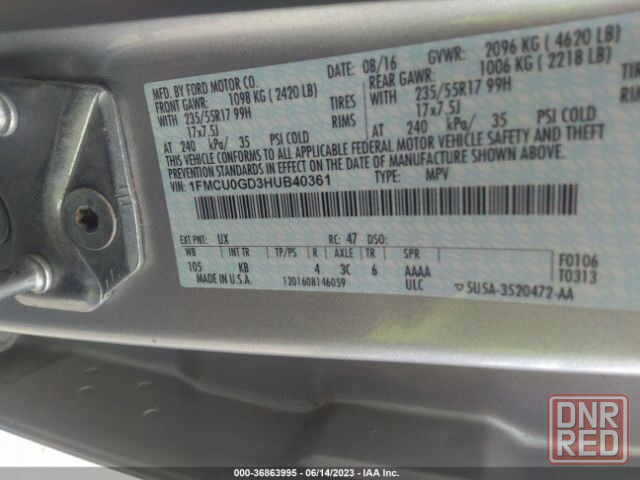 MFD. BY FORD MOTOR CO.
DATE: 08/16
GVWR: 2096 KG ( 4620 LB)
FRONT GAWR: 1098 KG ( 2420 LB)
REAR GAWR: 1006 KG ( 2218 LB)
WITH 235/55R17 99H TIRES
WITH 235/55R17 99H TIRES
17x7.5J RIMS
17x7.5J RIMS
AT 240 kPa/ 35 PSI COLD
AT 240 kPa/ 35 PSI COLD
THIS VEHICLE CONFORMS TO ALL APPLICABLE FEDERAL MOTOR VEHICLE SAFETY AND THEFT
PREVENTION STANDARDS IN EFFECT ON THE DATE OF MANUFACTURE SHOWN ABOVE.
VIN: 1FMCU0GD3HUB40361
TYPE: MPV
EXT PNT: UX RC: 47 DSO:
WB INT TR TP/PS R AXLE TR SPR
105 KB 4 3C 6 AAAA
F0106
T0313
MADE IN U.S.A. 1201608146059 ULC
▽SU5A-3520472-AA
DNR
RED
000-36863995 - 06/14/2023 - IAA Inc.